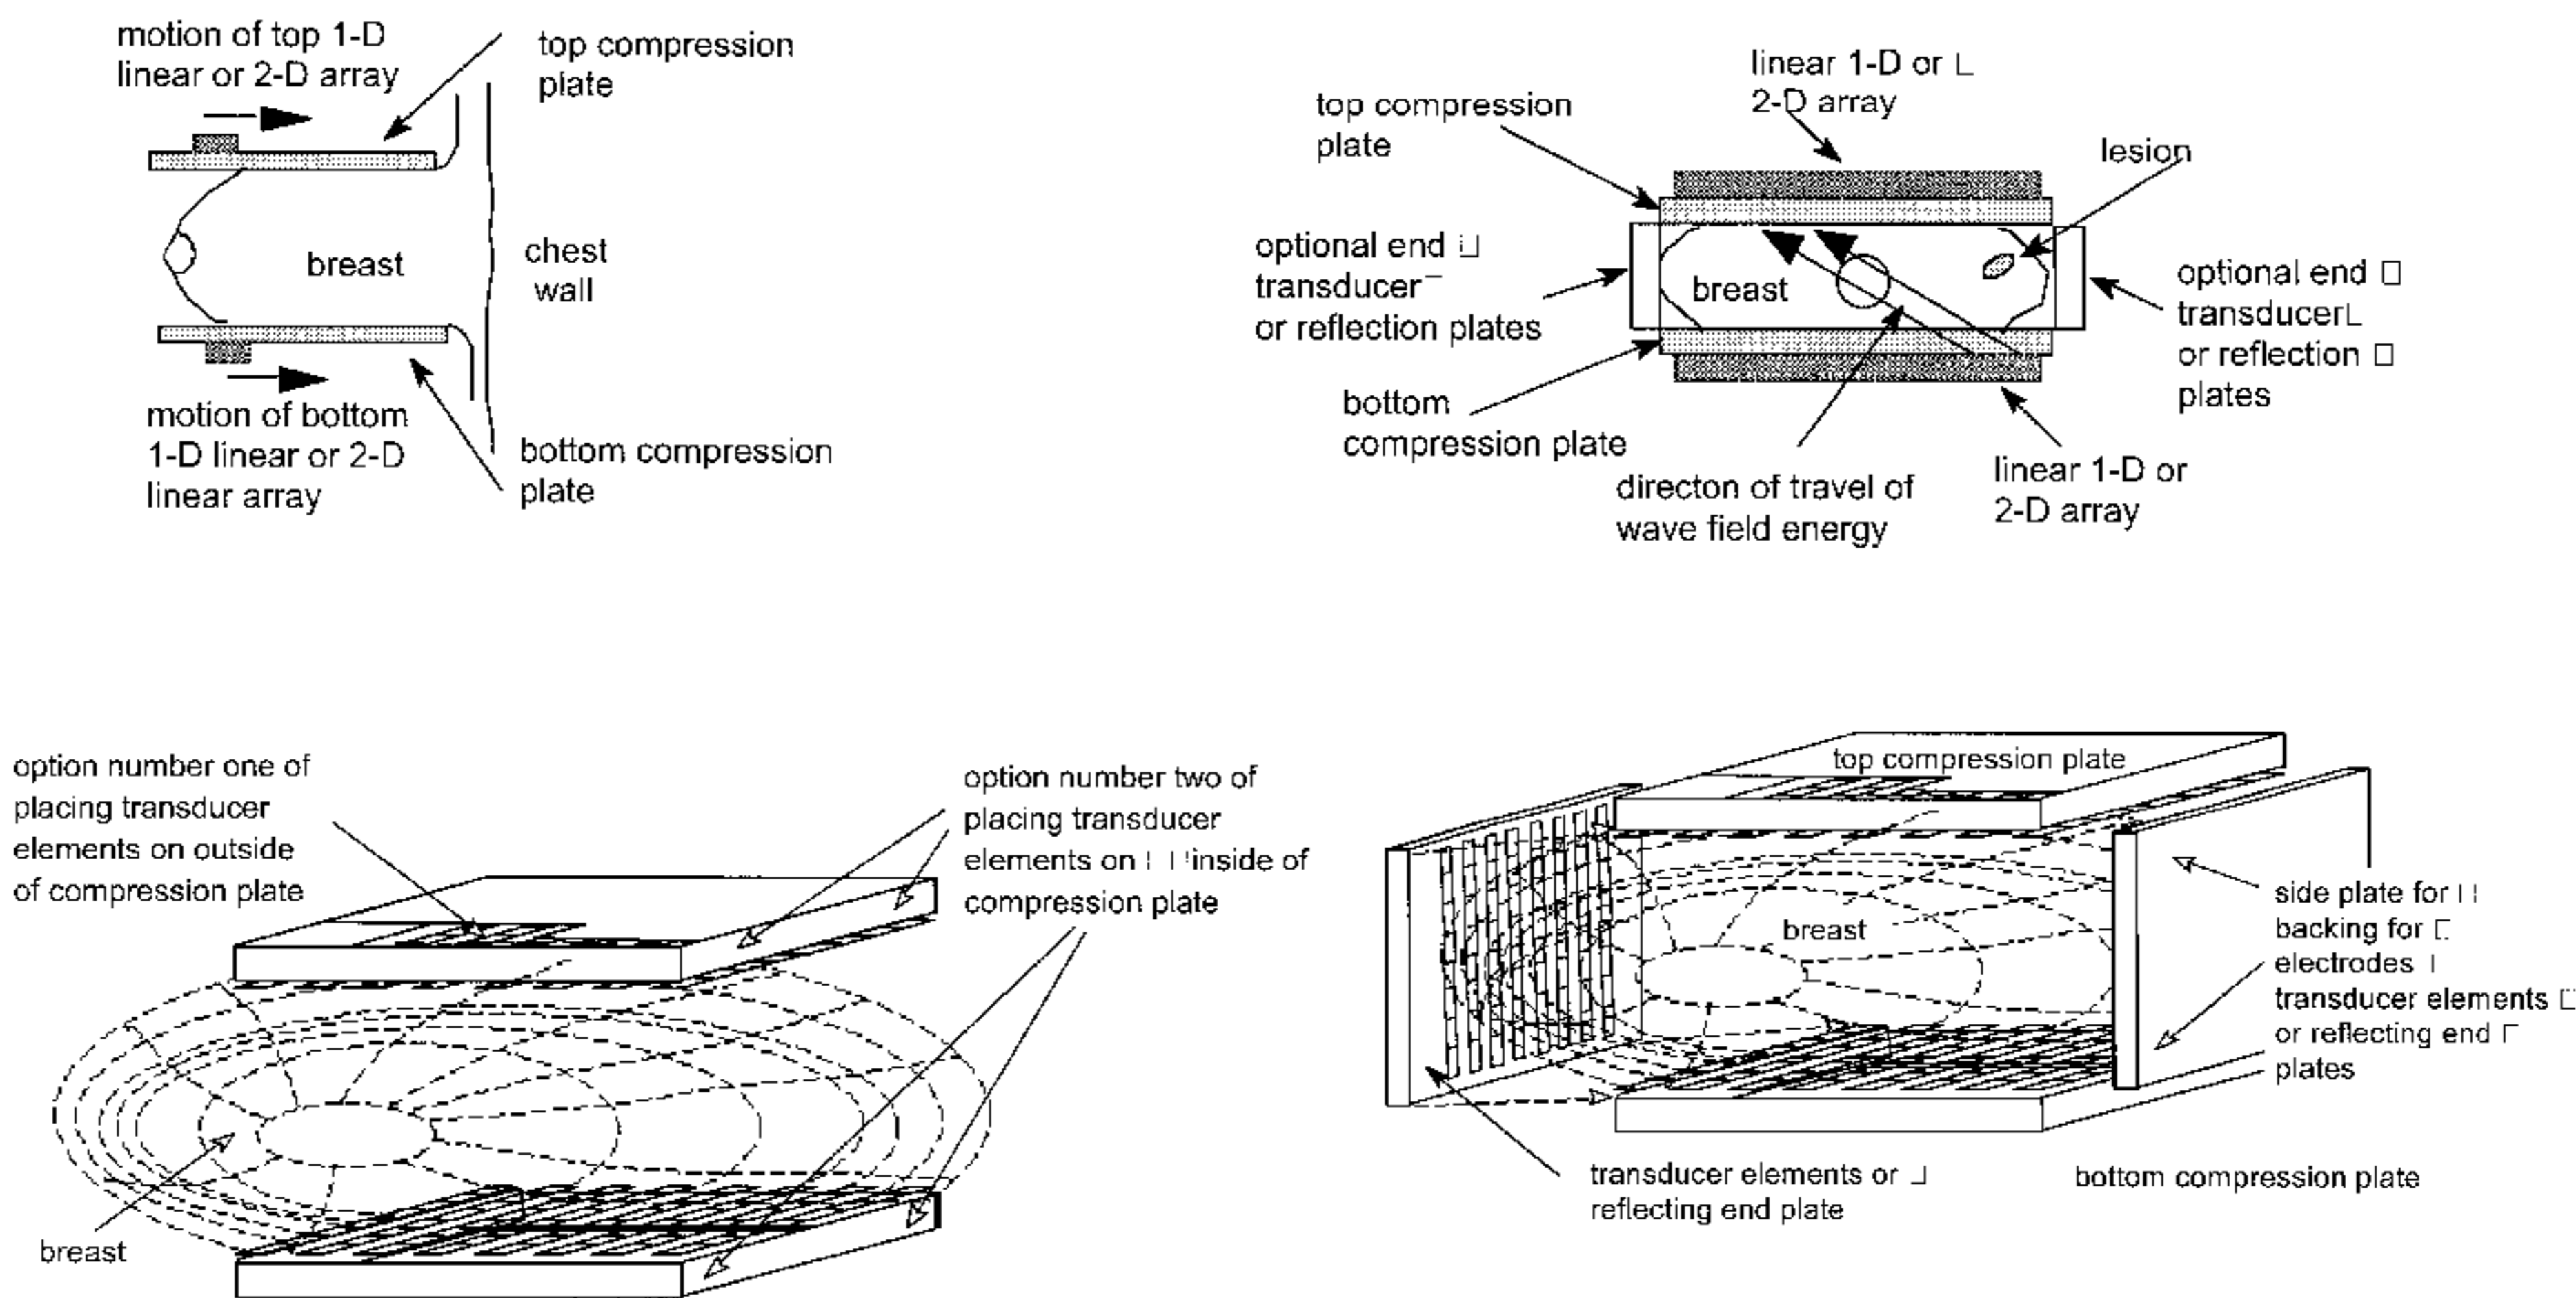 motion of top 1-D
linear or 2-D array
top compression
plate
breast
chest
wall
motion of bottom
1-D linear or 2-D
linear array
bottom compression
plate
linear 1-D or
2-D array
top compression
plate
lesion
optional end
transducer
or reflection plates
breast
optional end
transducer
or reflection
plates
bottom
compression plate
directon of travel of
wave field energy
linear 1-D or
2-D array
option number one of
placing transducer
elements on outside
of compression plate
option number two of
placing transducer
elements on inside of
compression plate
breast
top compression plate
breast
side plate for
backing for
electrodes
transducer elements
or reflecting end
plates
transducer elements or
reflecting end plate
bottom compression plate